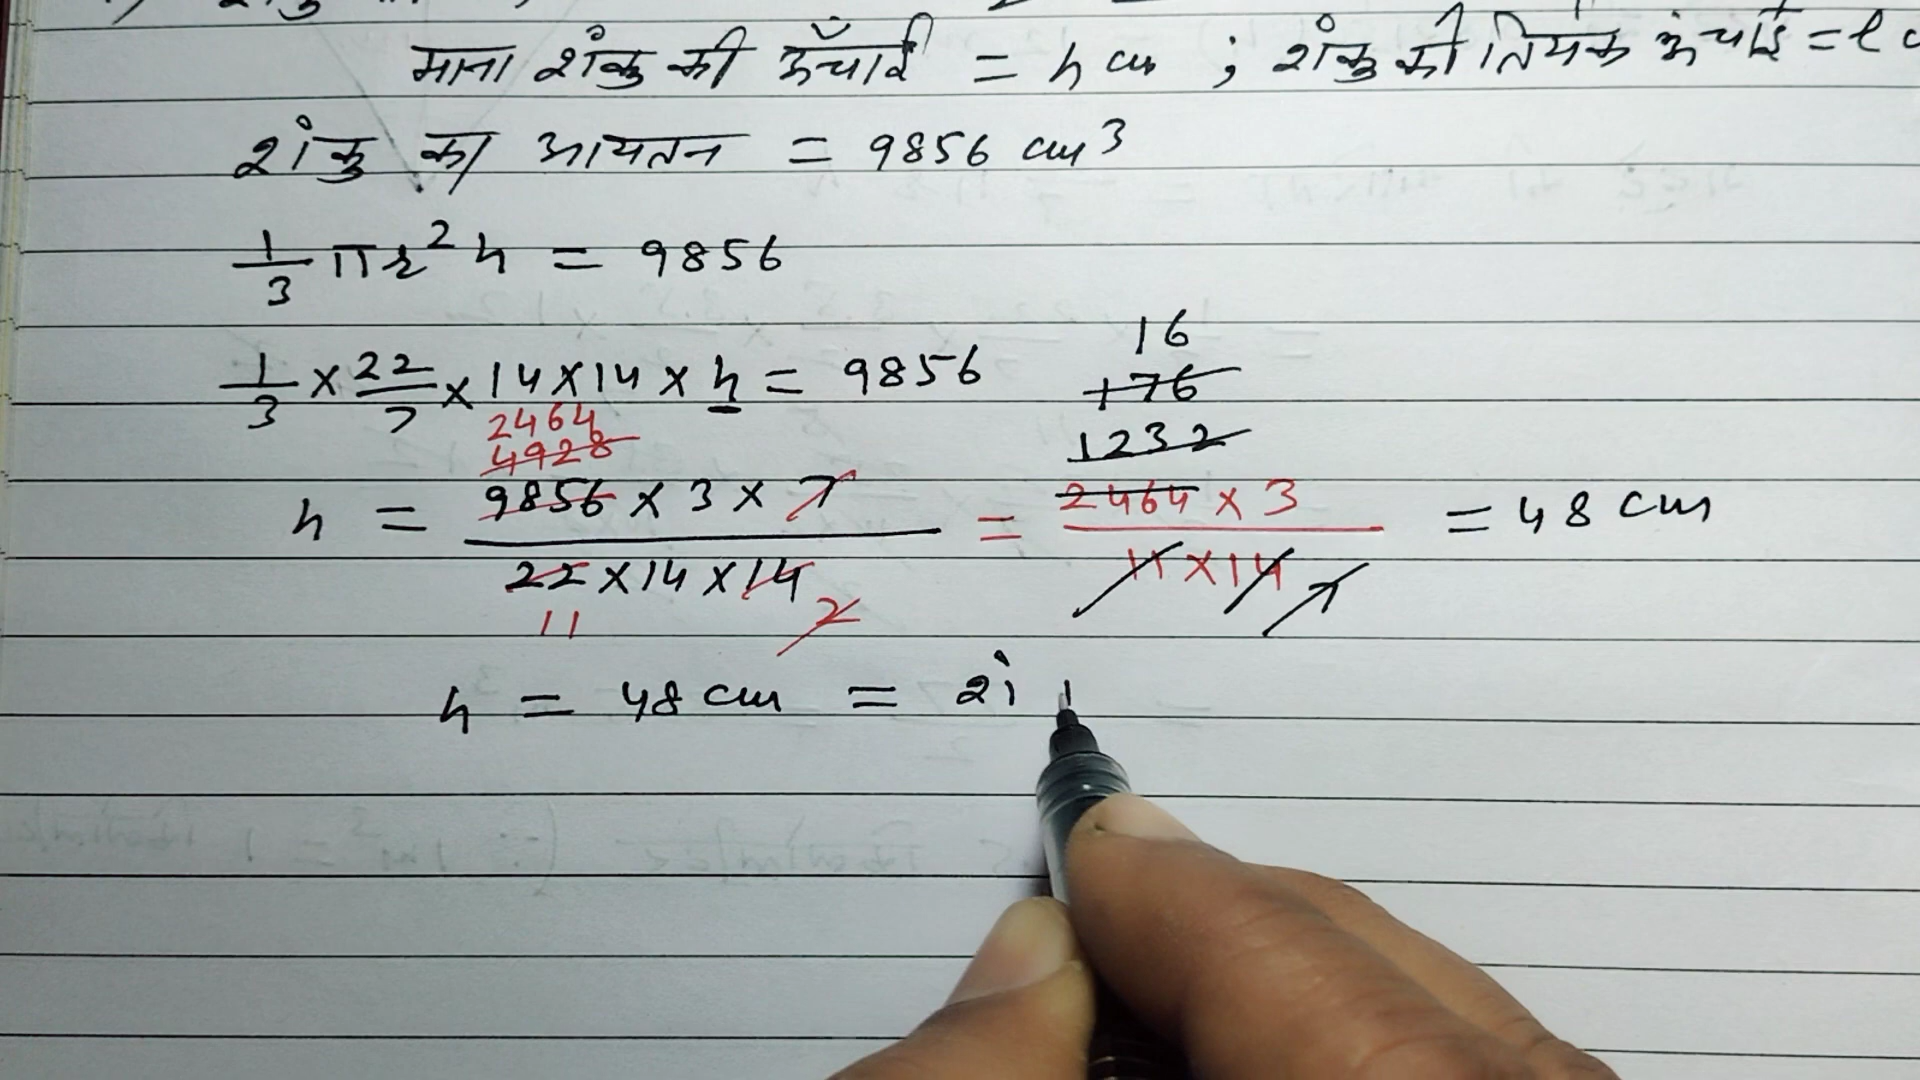 माना शंकु की ऊँचाई = h cm ; शंकु की तिर्यक ऊंचाई = l c
शंकु का आयतन = 9856 cm³
1/3 πr²h = 9856
1/3 × 22/7 × 14 × 14 × h = 9856
16
176
1232
2464
4928
h = 9856 × 3 × 7 / 22 × 14 × 14 = 2464 × 3 / 11 × 14 = 48 cm
11 2 7
h = 48 cm = शं